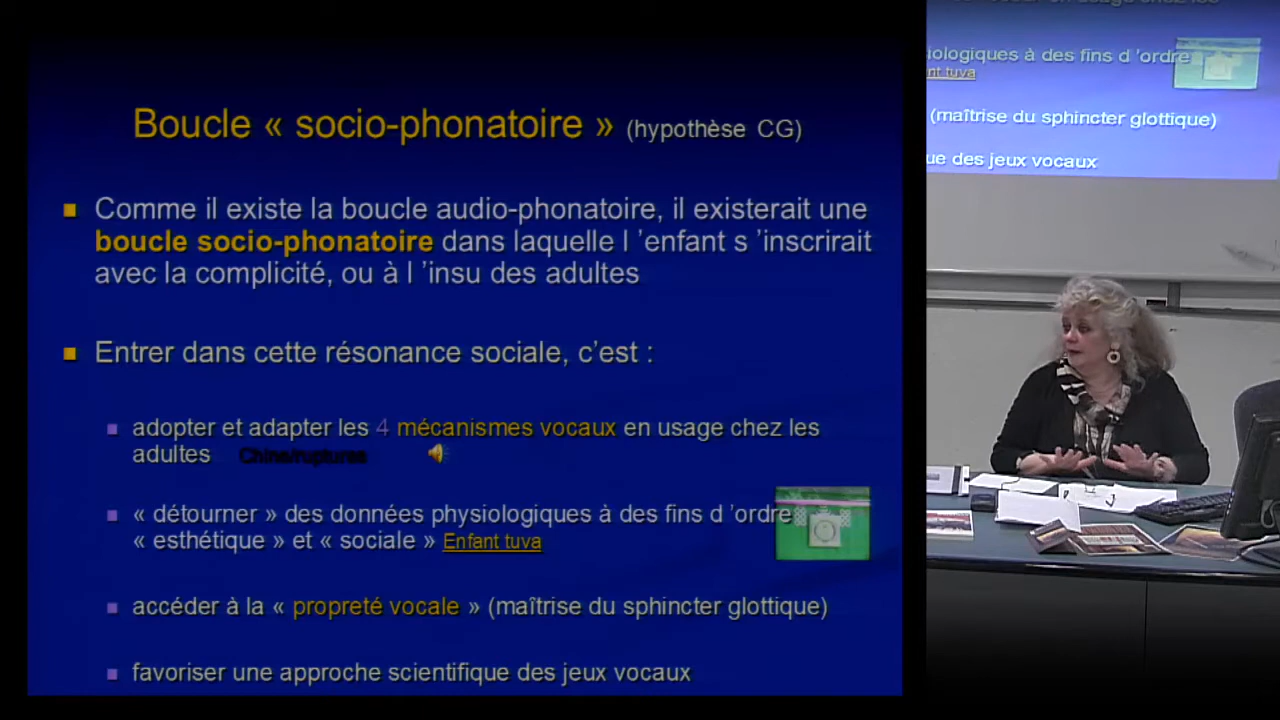 Boucle « socio-phonatoire » (hypothèse CG)
Comme il existe la boucle audio-phonatoire, il existerait une
boucle socio-phonatoire dans laquelle l 'enfant s 'inscrirait
avec la complicité, ou à l 'insu des adultes
Entrer dans cette résonance sociale, c'est :
adopter et adapter les 4 mécanismes vocaux en usage chez les
adultes China/ruptures
« détourner » des données physiologiques à des fins d 'ordre
« esthétique » et « sociale » Enfant tuva
accéder à la « propreté vocale » (maîtrise du sphincter glottique)
favoriser une approche scientifique des jeux vocaux
iologiques à des fins d 'ordre
nt tuva
(maîtrise du sphincter glottique)
ue des jeux vocaux